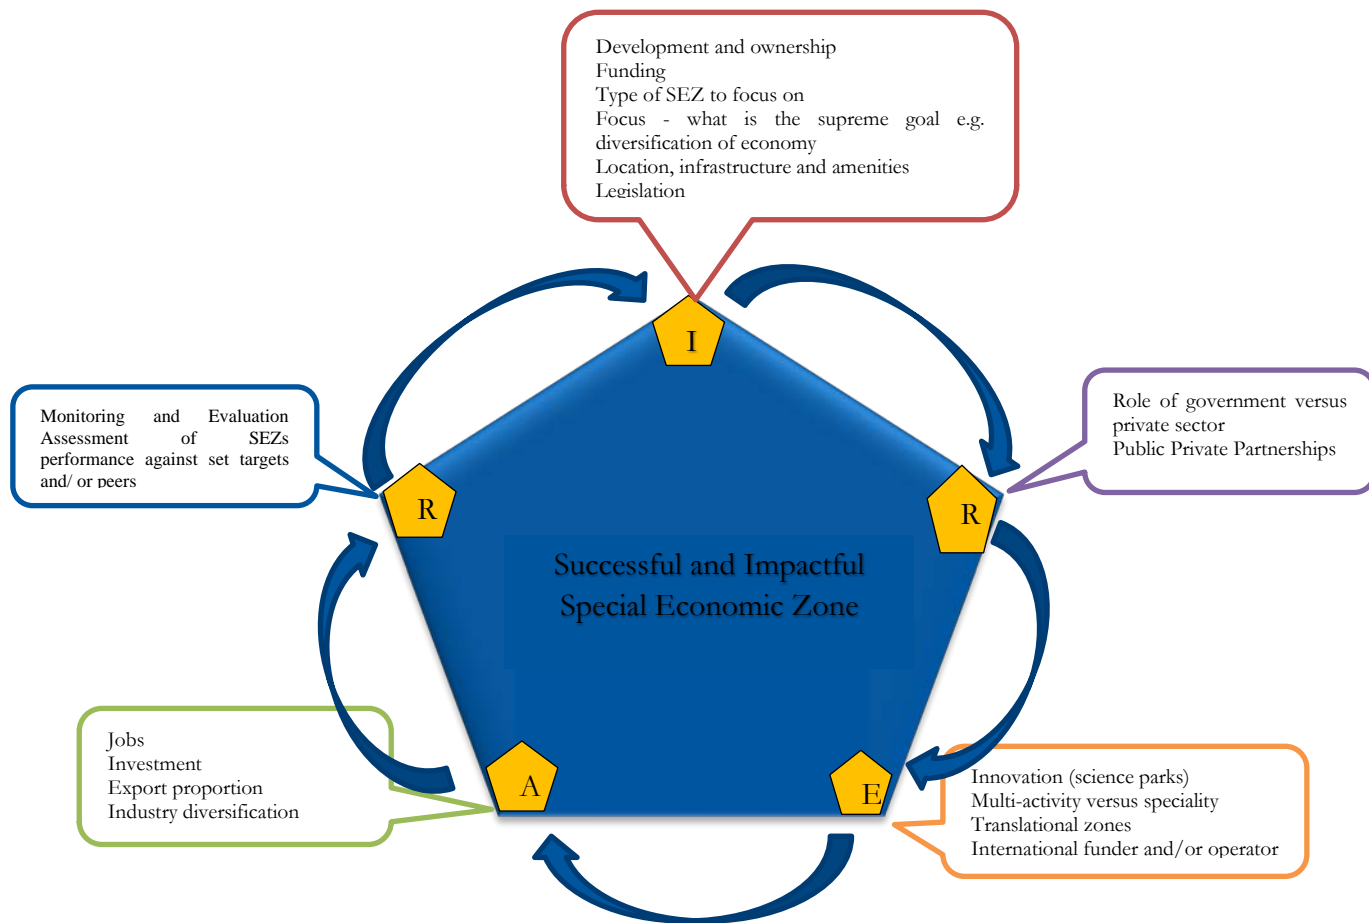 Development and ownership
Funding
Type of SEZ to focus on
Focus - what is the supreme goal e.g.
diversification of economy
Location, infrastructure and amenities
Legislation
I
Monitoring and Evaluation
Assessment of SEZs
performance against set targets
and/ or peers
R
Role of government versus
private sector
Public Private Partnerships
R
Successful and Impactful
Special Economic Zone
Jobs
Investment
Export proportion
Industry diversification
A
E
Innovation (science parks)
Multi-activity versus speciality
Translational zones
International funder and/or operator